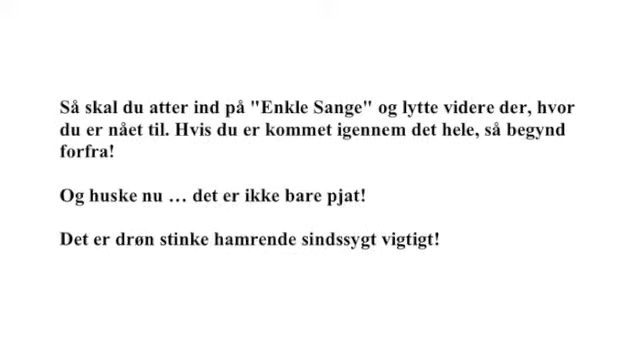 Så skal du atter ind på "Enkle Sange" og lytte videre der, hvor
du er nået til. Hvis du er kommet igennem det hele, så begynd
forfra!
Og huske nu … det er ikke bare pjat!
Det er drøn stinke hamrende sindssygt vigtigt!